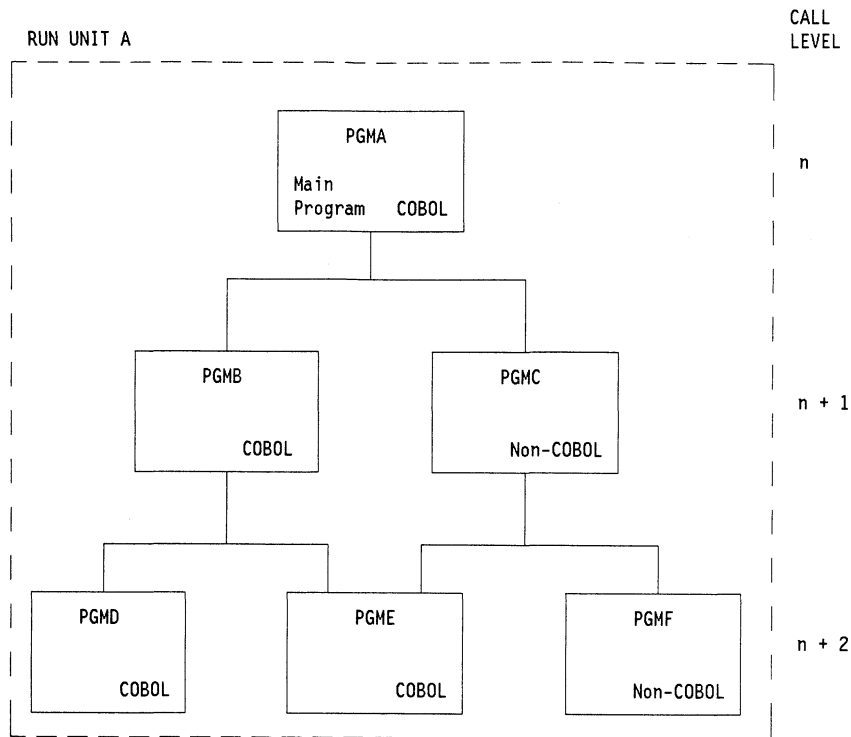 CALL
LEVEL
RUN UNIT A
PGMA
n
Main
Program COBOL
PGMB
PGMC
n + 1
COBOL
Non-COBOL
PGMD
PGME
PGMF
n + 2
COBOL
COBOL
Non-COBOL